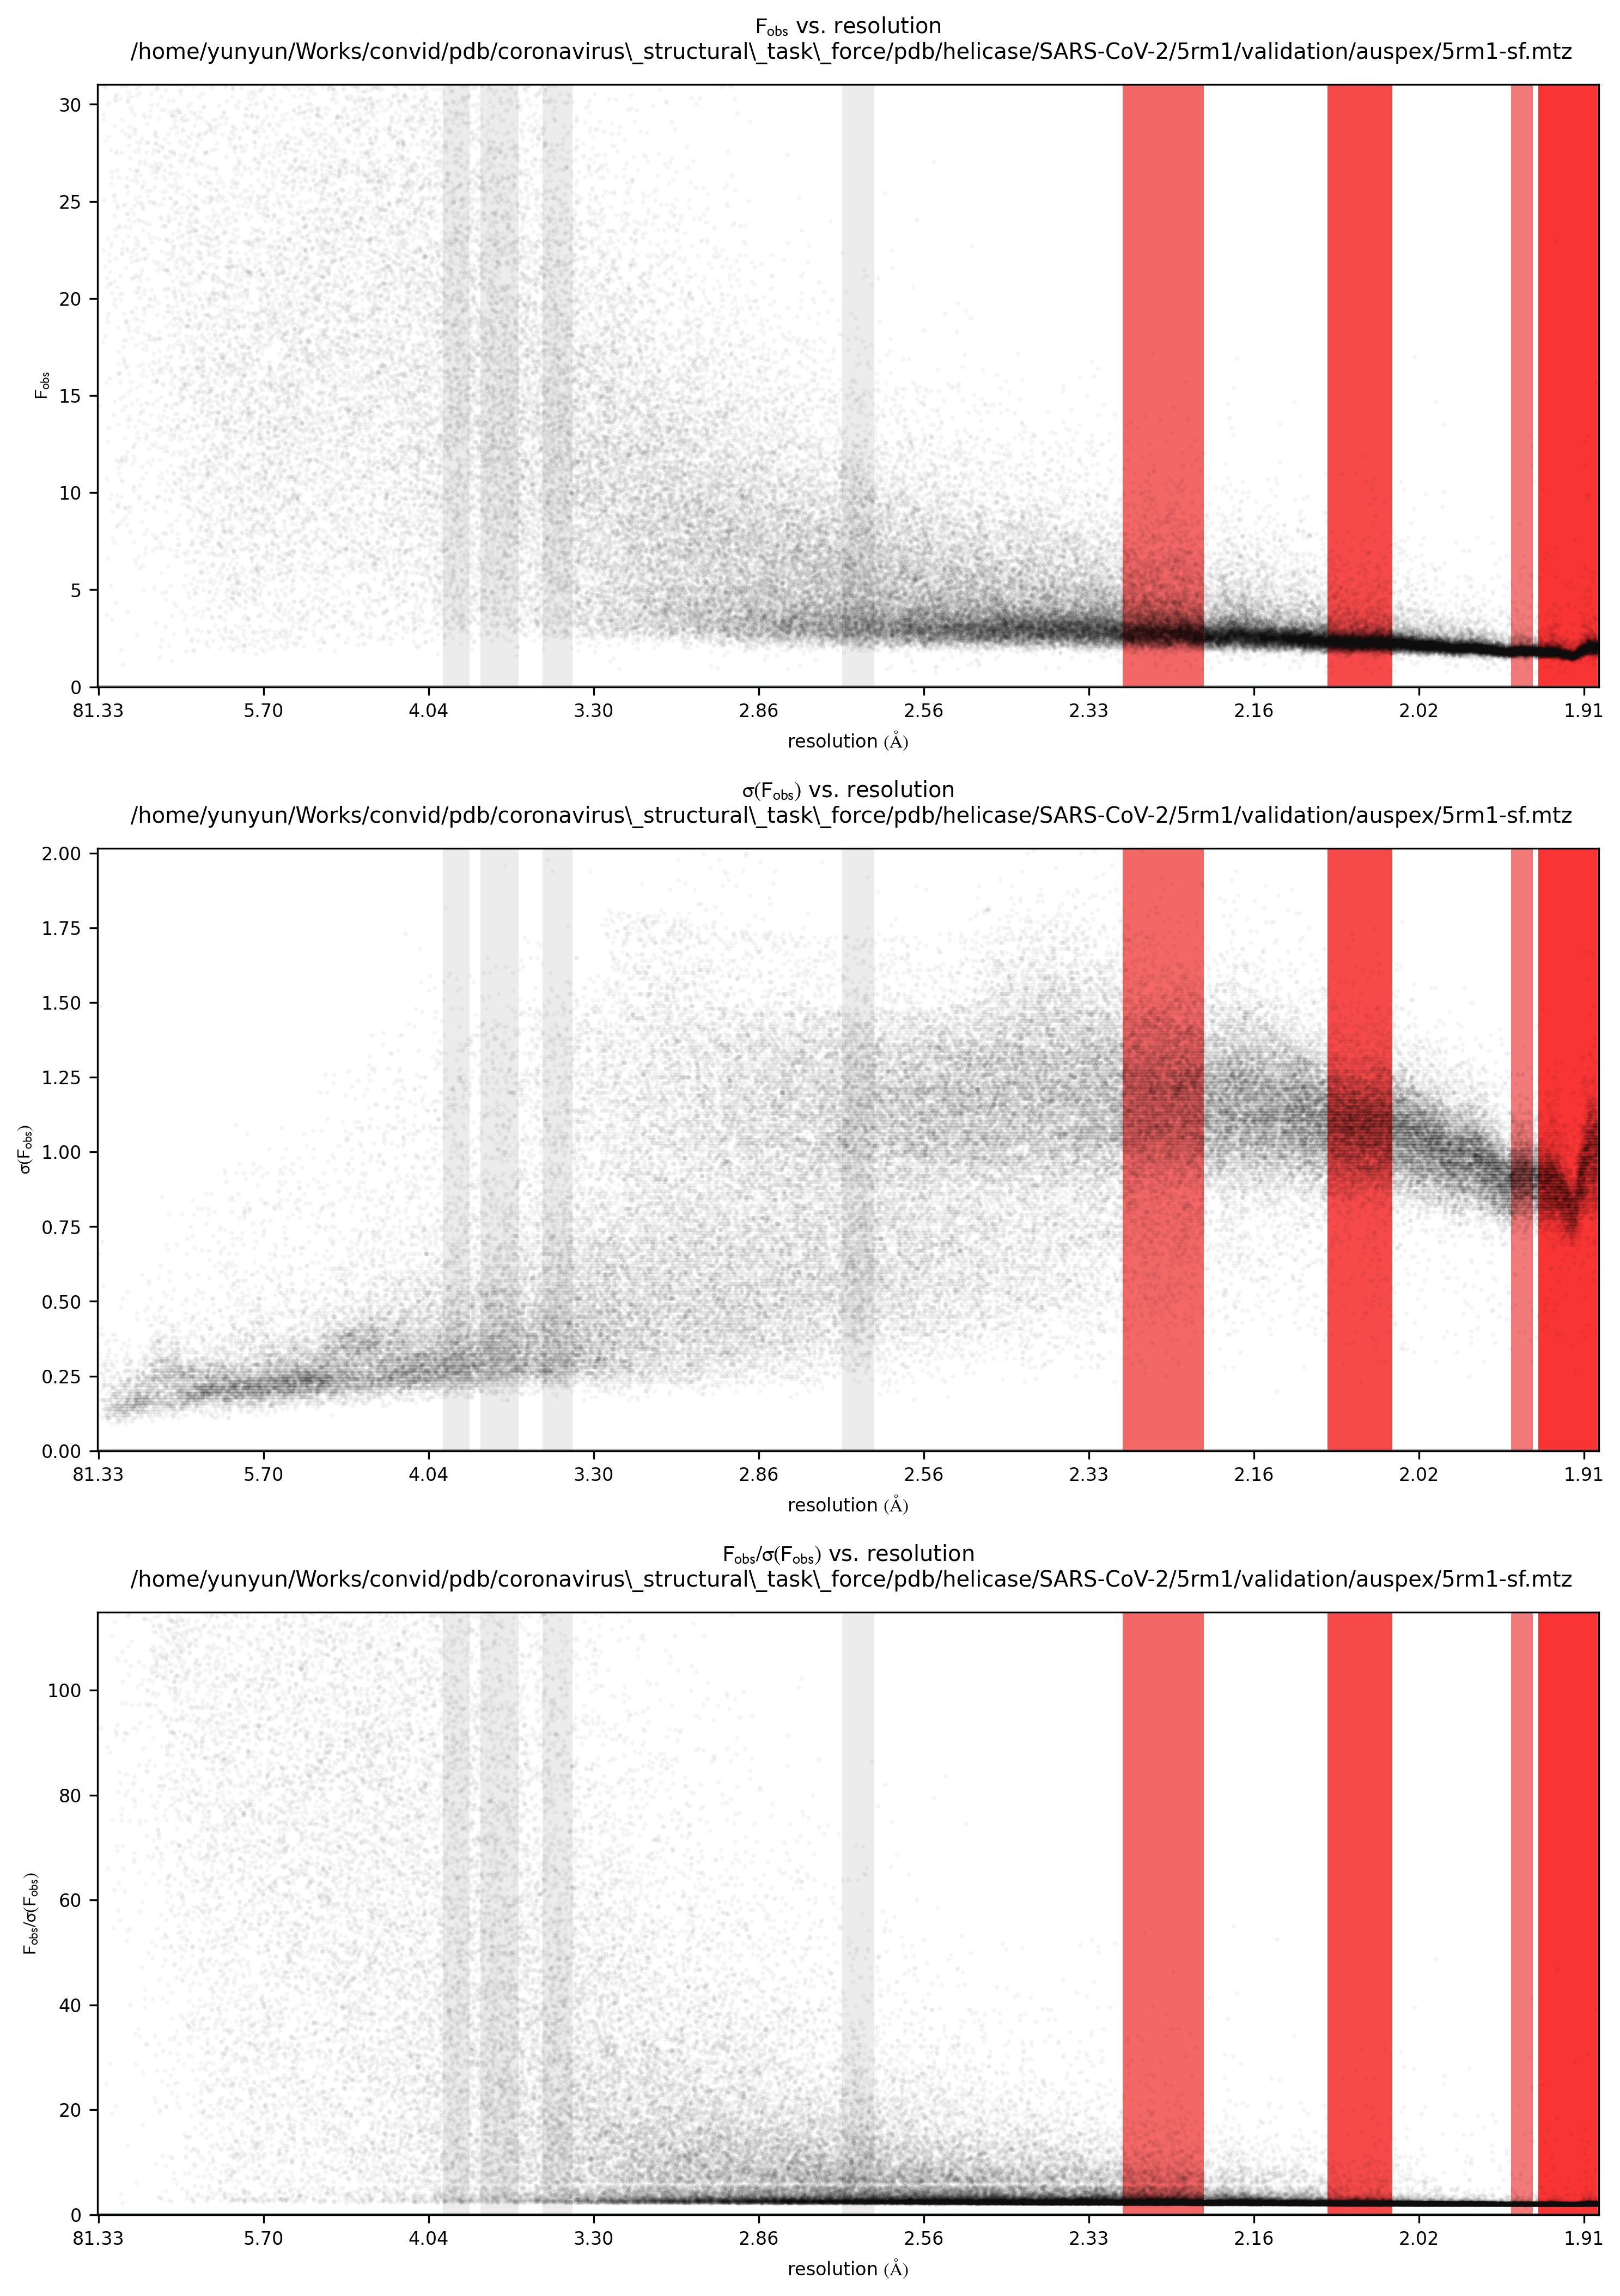 Fobs vs. resolution
/home/yunyun/Works/convid/pdb/coronavirus\_structural\_task\_force/pdb/helicase/SARS-CoV-2/5rm1/validation/auspex/5rm1-sf.mtz
30
25
20
15
10
5
0
Fobs
81.33 5.70 4.04 3.30 2.86 2.56 2.33 2.16 2.02 1.91
resolution (Å)
σ(Fobs) vs. resolution
/home/yunyun/Works/convid/pdb/coronavirus\_structural\_task\_force/pdb/helicase/SARS-CoV-2/5rm1/validation/auspex/5rm1-sf.mtz
2.00
1.75
1.50
1.25
1.00
0.75
0.50
0.25
0.00
σ(Fobs)
81.33 5.70 4.04 3.30 2.86 2.56 2.33 2.16 2.02 1.91
resolution (Å)
Fobs/σ(Fobs) vs. resolution
/home/yunyun/Works/convid/pdb/coronavirus\_structural\_task\_force/pdb/helicase/SARS-CoV-2/5rm1/validation/auspex/5rm1-sf.mtz
100
80
60
40
20
0
Fobs/σ(Fobs)
81.33 5.70 4.04 3.30 2.86 2.56 2.33 2.16 2.02 1.91
resolution (Å)